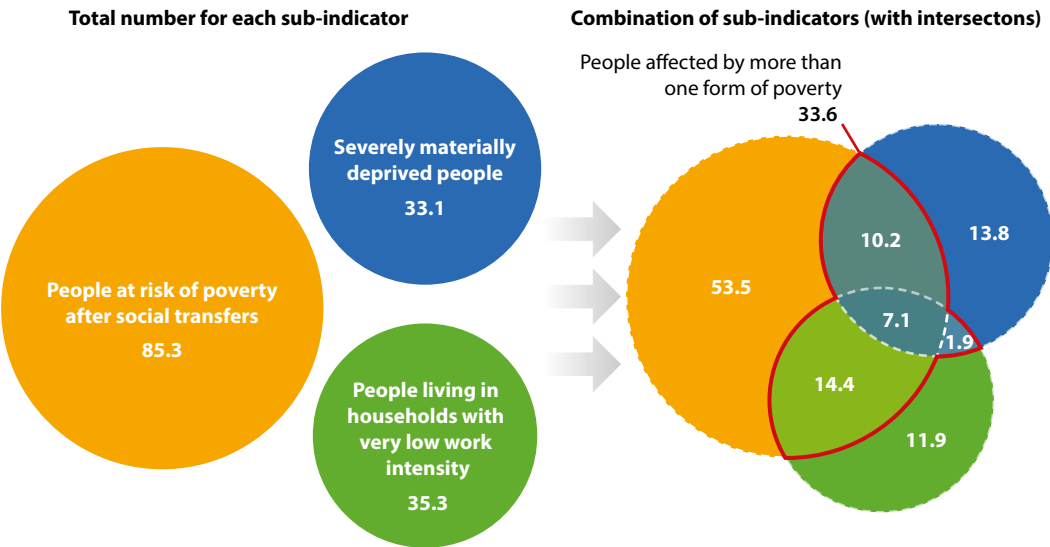 Total number for each sub-indicator
Severely materially
deprived people
33.1
People at risk of poverty
after social transfers
85.3
People living in
households with
very low work
intensity
35.3
Combination of sub-indicators (with intersectons)
People affected by more than
one form of poverty
33.6
10.2
13.8
53.5
7.1
1.9
14.4
11.9